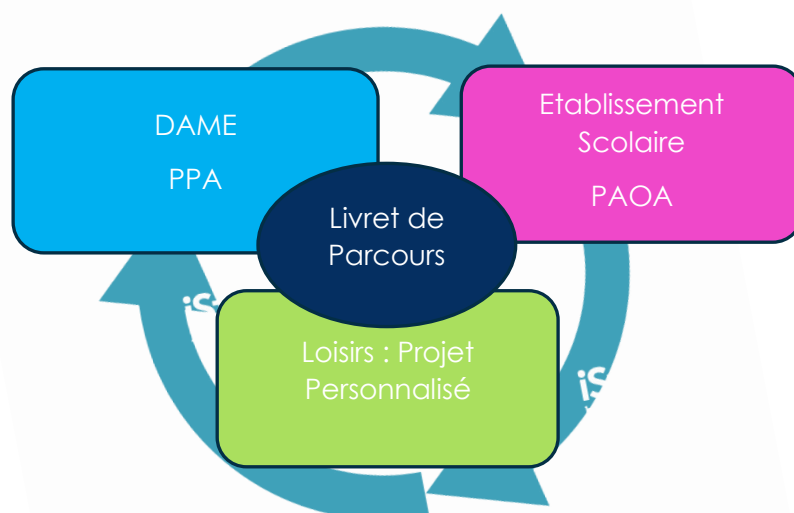 DAME
PPA
Etablissement
Scolaire
PAOA
Livret de
Parcours
Loisirs : Projet
Personnalisé